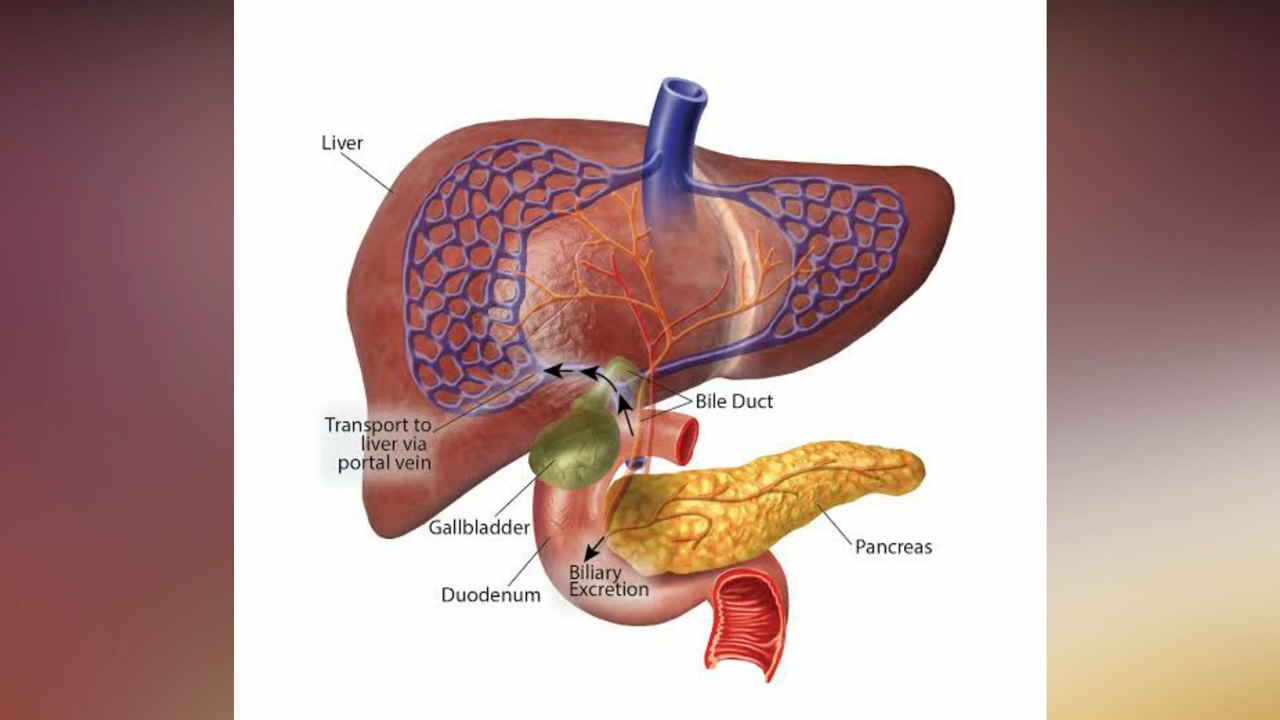 Liver
Bile Duct
Transport to
liver via
portal vein
Gallbladder
Pancreas
Duodenum
Biliary
Excretion